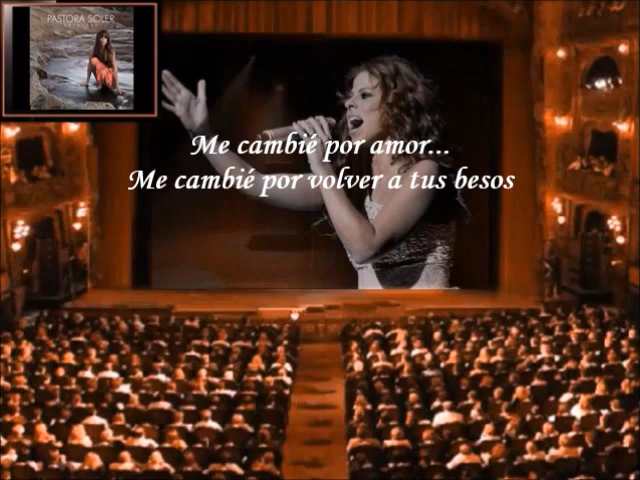 PASTORA SOLER
Me cambié por amor...
Me cambié por volver a tus besos